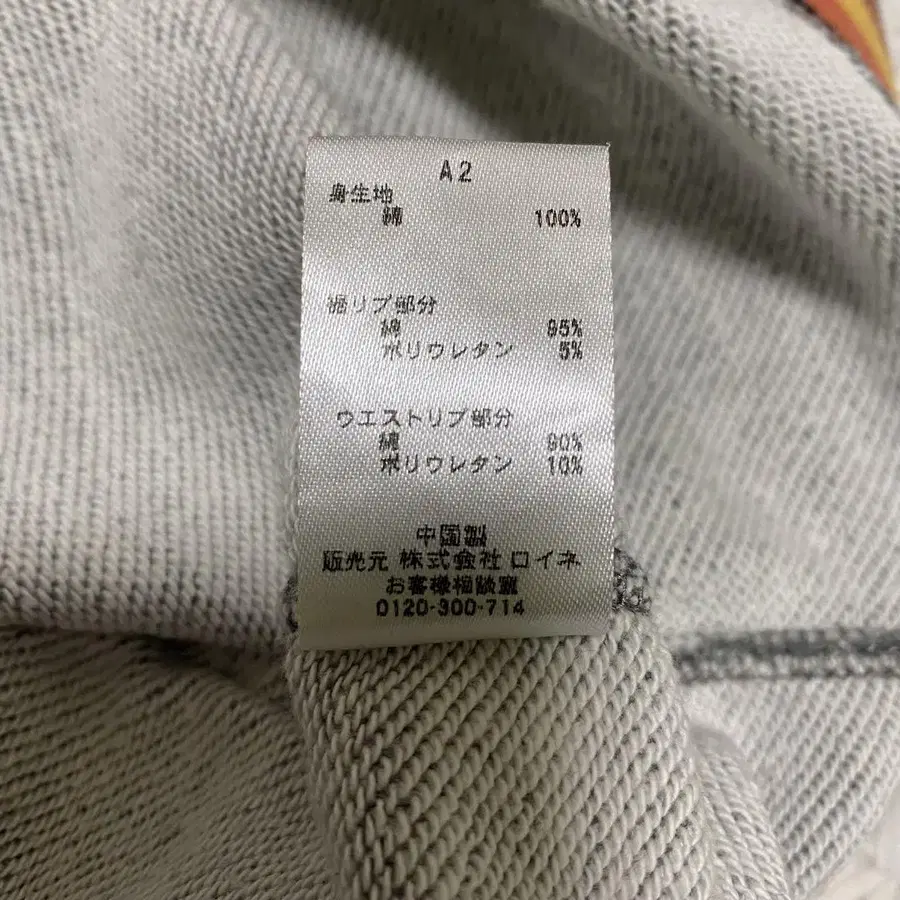 A2
身生地
綿 100%
裾リブ部分
綿 95%
ポリウレタン 5%
ウエストリブ部分
綿 90%
ポリウレタン 10%
中国製
販売元 株式会社 ロイネ
お客様相談室
0120-300-714